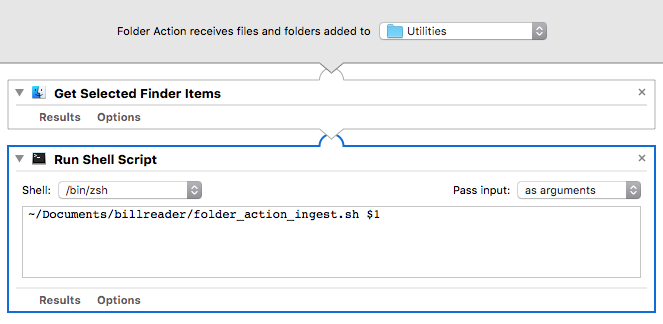 Folder Action receives files and folders added to Utilities
Get Selected Finder Items
Results Options
Run Shell Script
Shell: /bin/zsh Pass input: as arguments
~/Documents/billreader/folder_action_ingest.sh $1
Results Options